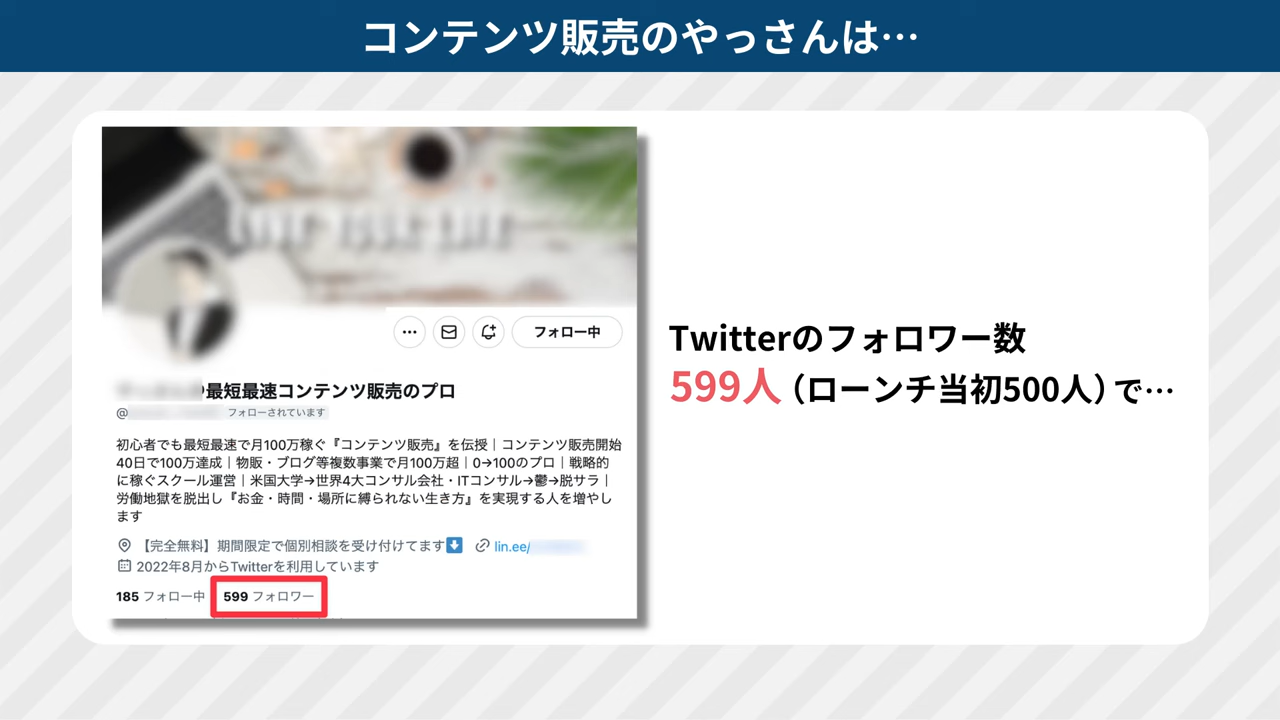 コンテンツ販売のやっさんは…
フォロー中
最短最速コンテンツ販売のプロ
@
フォローされています
初心者でも最短最速で月100万稼ぐ『コンテンツ販売』を伝授｜コンテンツ販売開始
40日で100万達成｜物販・ブログ等複数事業で月100万超｜0→100のプロ｜戦略的
に稼ぐスクール運営｜米国大学→世界4大コンサル会社・ITコンサル→鬱→脱サラ｜
労働地獄を脱出し『お金・時間・場所に縛られない生き方』を実現する人を増やし
ます
【完全無料】期間限定で個別相談を受け付けてます⬇ lin.ee/
2022年8月からTwitterを利用しています
185 フォロー中 599 フォロワー
Twitterのフォロワー数
599人（ローンチ当初500人）で…